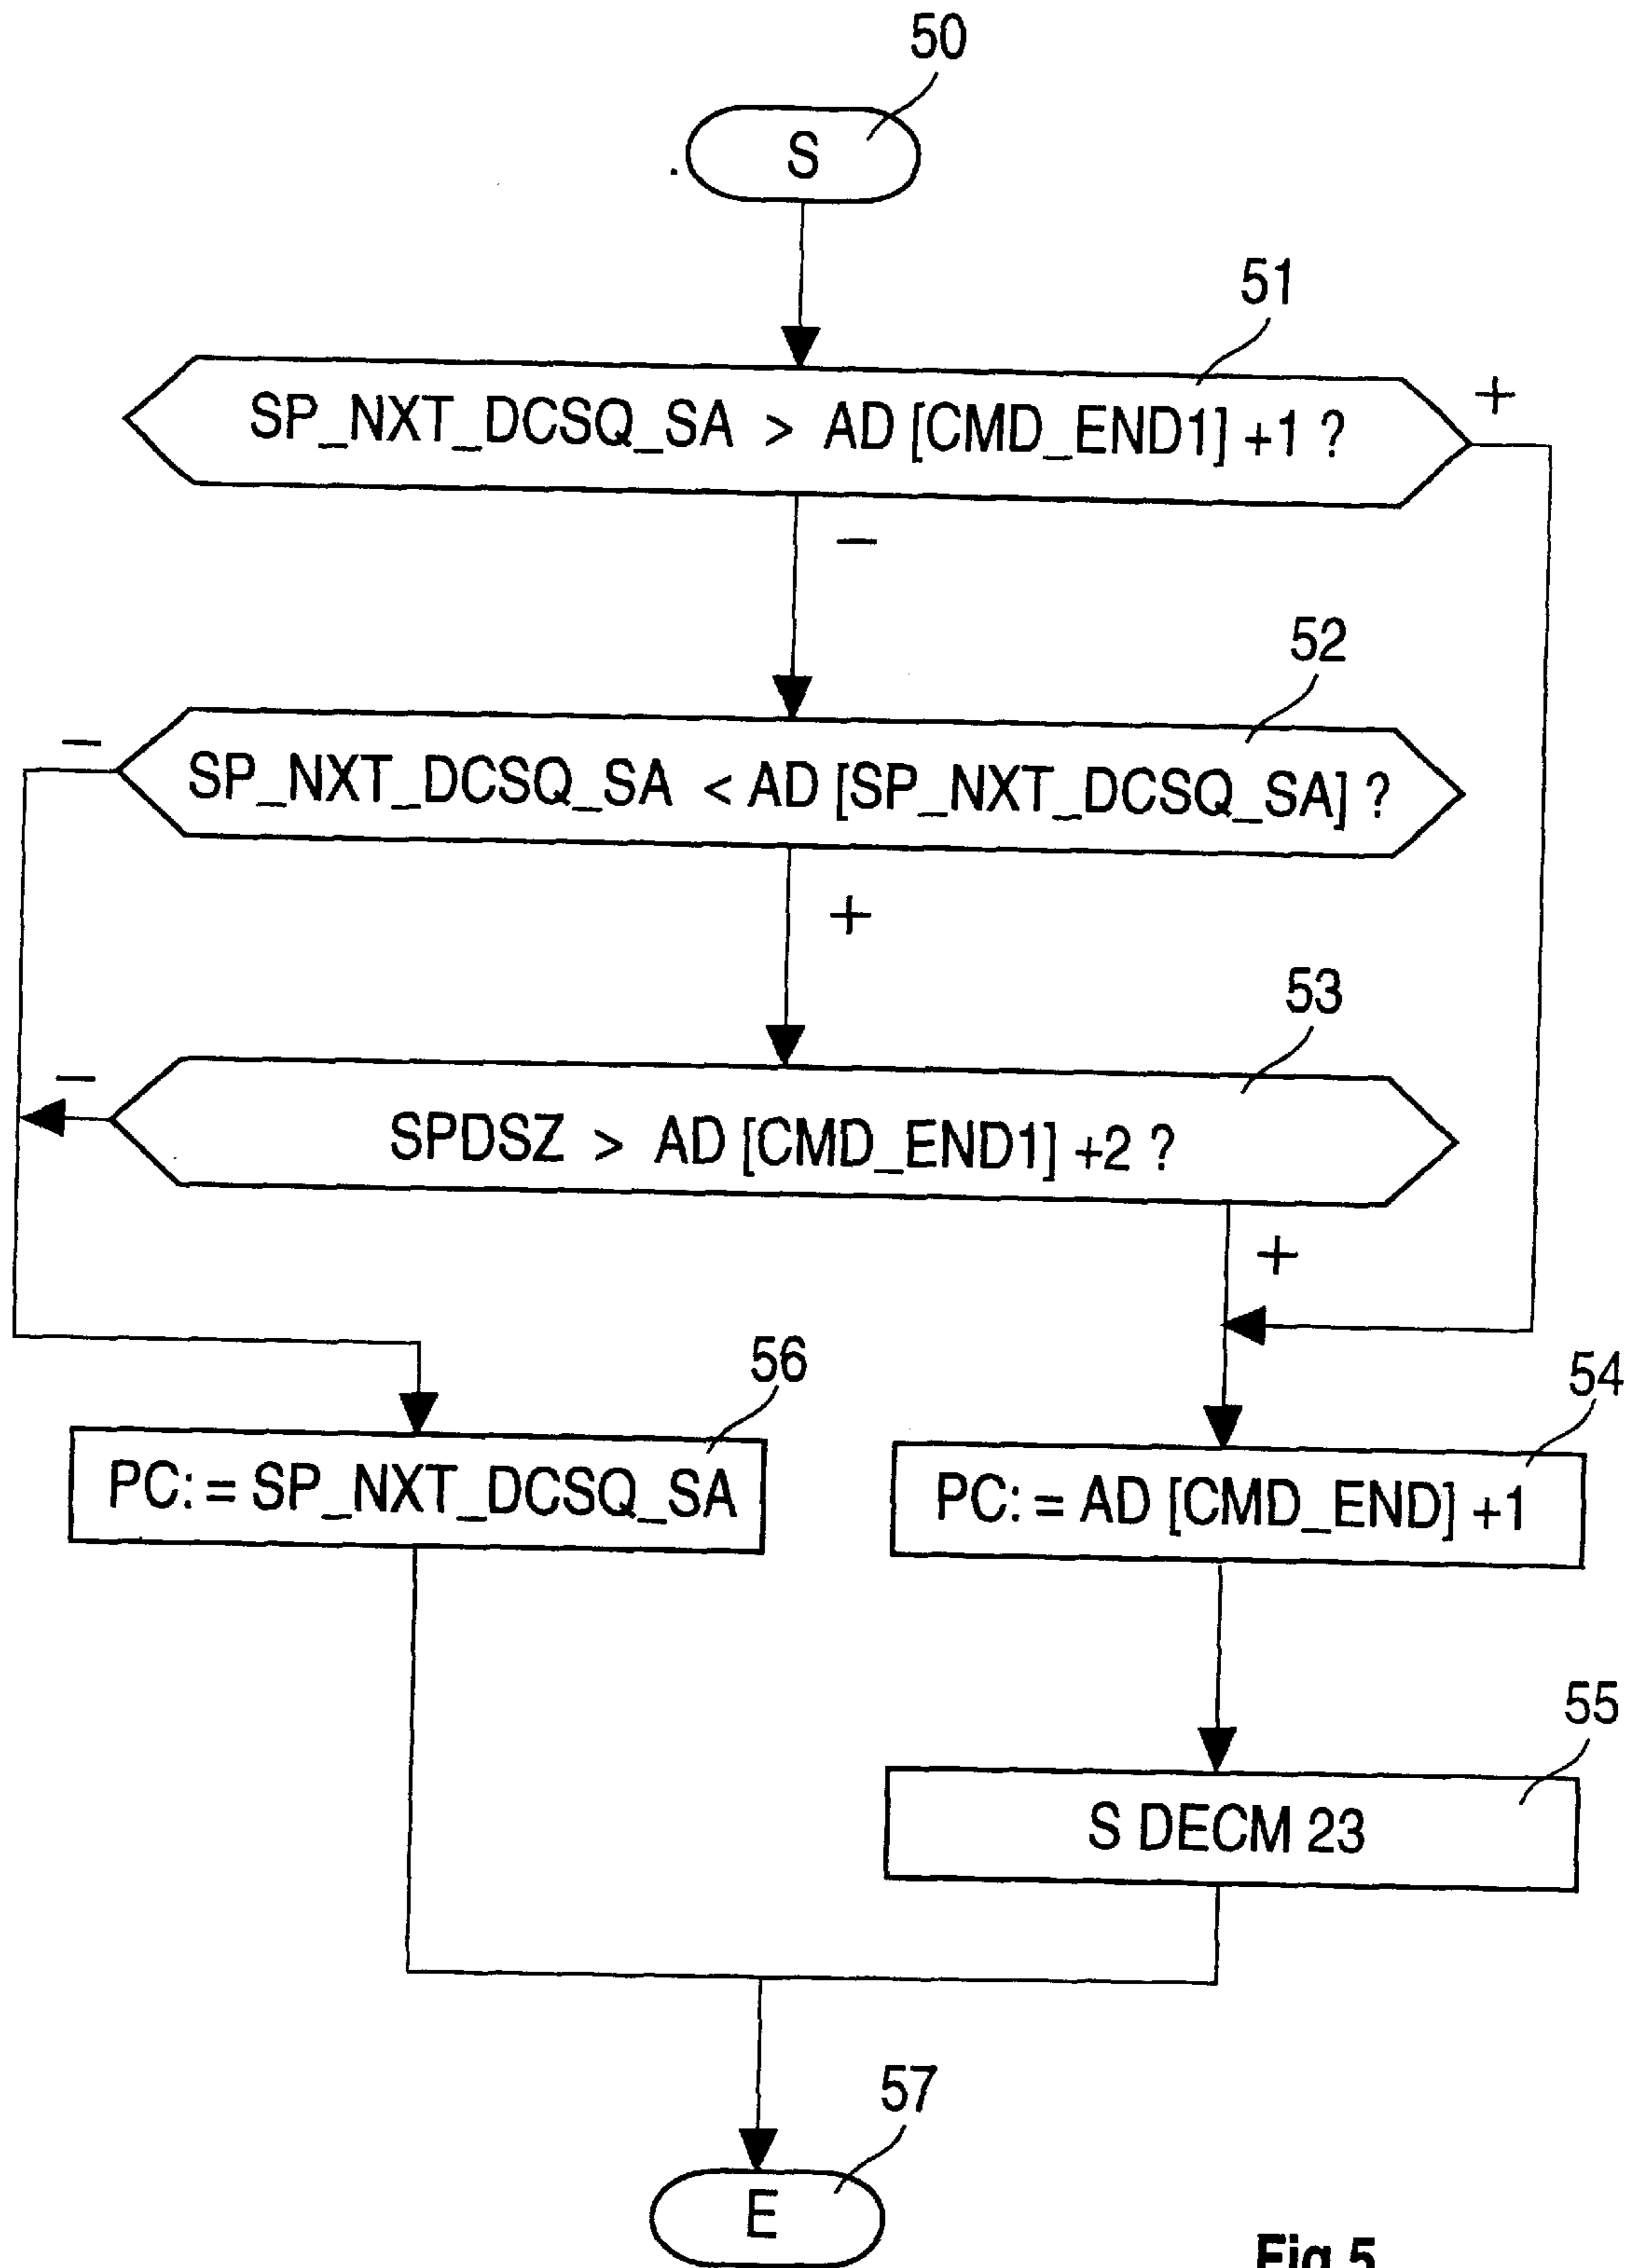 50
S
51
SP_NXT_DCSQ_SA > AD [CMD_END1] +1 ?
+
−
52
−
SP_NXT_DCSQ_SA < AD [SP_NXT_DCSQ_SA] ?
+
53
−
SPDSZ > AD [CMD_END1] +2 ?
+
56
54
PC: = SP_NXT_DCSQ_SA
PC: = AD [CMD_END] +1
55
S DECM 23
57
E
Fig.5